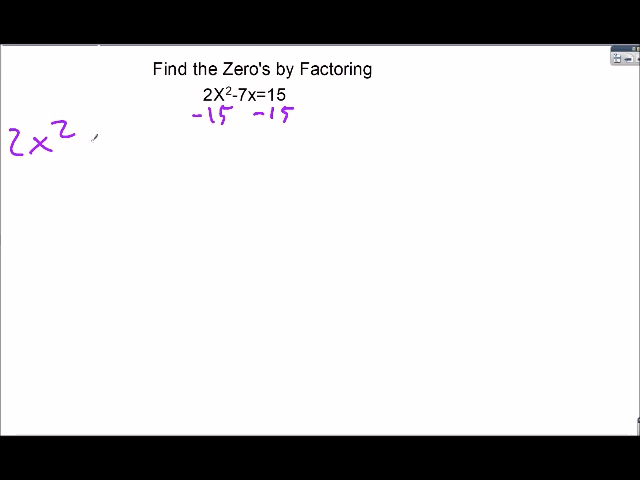 Find the Zero's by Factoring
2X²-7x=15
-15 -15
2x²